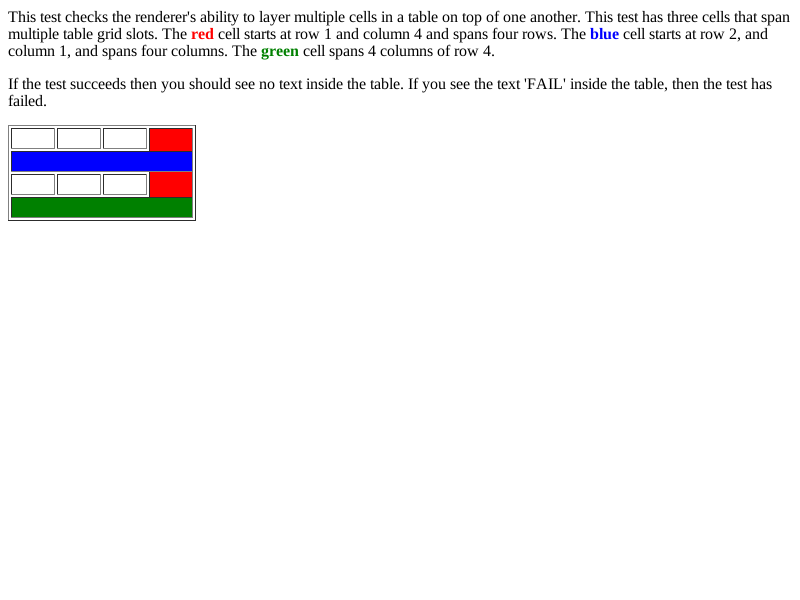 This test checks the renderer's ability to layer multiple cells in a table on top of one another. This test has three cells that span
multiple table grid slots. The red cell starts at row 1 and column 4 and spans four rows. The blue cell starts at row 2, and
column 1, and spans four columns. The green cell spans 4 columns of row 4.
If the test succeeds then you should see no text inside the table. If you see the text 'FAIL' inside the table, then the test has
failed.